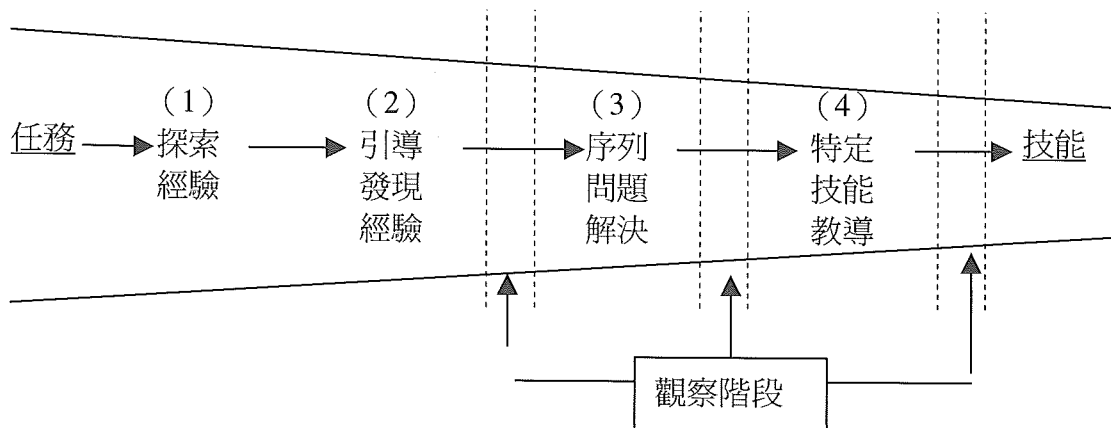 (1)
(2)
(3)
(4)
任務
探索
經驗
引導
發現
經驗
序列
問題
解決
特定
技能
教導
技能
觀察階段